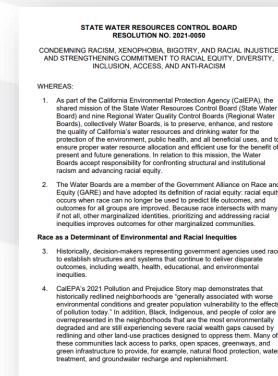 STATE WATER RESOURCES CONTROL BOARD
RESOLUTION NO. 2021-0050
CONDEMNING RACISM, XENOPHOBIA, BIGOTRY, AND RACIAL INJUSTICE
AND STRENGTHENING COMMITMENT TO RACIAL EQUITY, DIVERSITY,
INCLUSION, ACCESS, AND ANTI-RACISM
WHEREAS:
1. As part of the California Environmental Protection Agency (CalEPA), the
shared mission of the State Water Resources Control Board (State Water
Board) and nine Regional Water Quality Control Boards (Regional Water
Boards), collectively Water Boards, is to preserve, enhance, and restore
the quality of California's water resources and drinking water for the
protection of the environment, public health, and all beneficial uses, and to
ensure proper water resource allocation and efficient use for the benefit of
present and future generations. In relation to this mission, the Water
Boards accept responsibility for confronting structural and institutional
racism and advancing racial equity.
2. The Water Boards are a member of the Government Alliance on Race and
Equity (GARE) and have adopted its definition of racial equity: racial equity
occurs when race can no longer be used to predict life outcomes, and
outcomes for all groups are improved. Because race intersects with many,
if not all, other marginalized identities, prioritizing and addressing racial
inequities improves outcomes for other marginalized communities.
Race as a Determinant of Environmental and Racial Inequities
3. Historically, decision-makers representing government agencies used race
to establish structures and systems that continue to deliver disparate
outcomes, including wealth, health, educational, and environmental
inequities.
4. CalEPA's 2021 Pollution and Prejudice Story map demonstrates that
historically redlined neighborhoods are "generally associated with worse
environmental conditions and greater population vulnerability to the effects
of pollution today." In addition, Black, Indigenous, and people of color are
overrepresented in the neighborhoods that are the most environmentally
degraded and are still experiencing severe racial wealth gaps caused by
redlining and other land-use practices designed to oppress them. Many of
these communities lack access to parks, open spaces, greenways, and
green infrastructure to provide, for example, natural flood protection, water
treatment, and groundwater recharge and replenishment.